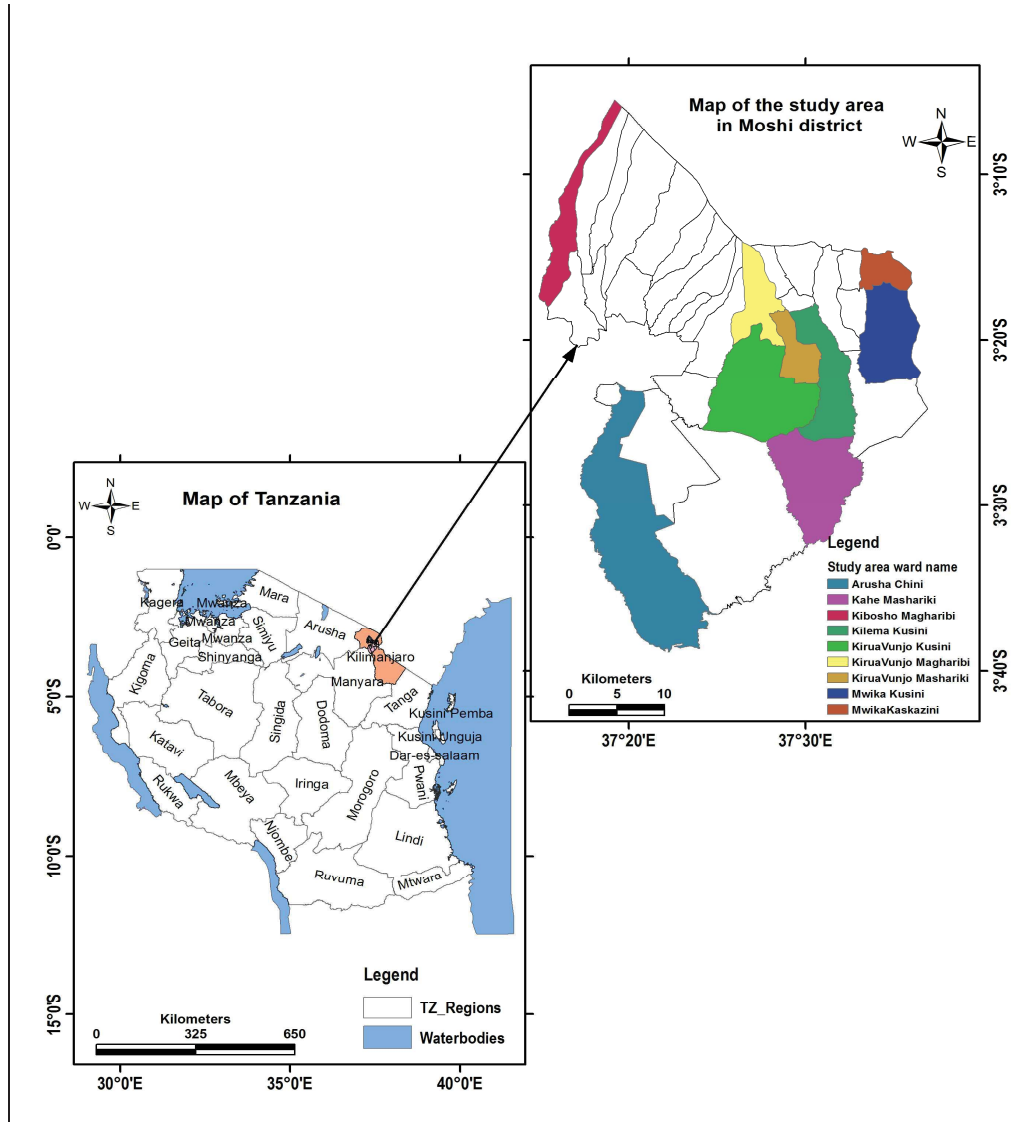 Map of the study area
in Moshi district
N
W E
S
3°10'S
3°20'S
3°30'S
3°40'S
Legend
Study area ward name
Arusha Chini
Kahe Mashariki
Kibosho Magharibi
Kilema Kusini
KiruaVunjo Kusini
KiruaVunjo Magharibi
KiruaVunjo Mashariki
Mwika Kusini
MwikaKaskazini
Kilometers
0 5 10
37°20'E 37°30'E
Map of Tanzania
N
W E
S
0°0'
5°0'S
10°0'S
15°0'S
Kagera
Mwanza
Mara
Mwanza
Mwanza
Simiyu
Arusha
Geita
Shinyanga
Kilimanjaro
Kigoma
Manyara
Tabora
Singida
Dodoma
Tanga
Kusini Pemba
Kusini Unguja
Katavi
Dar-es-salaam
Rukwa
Mbeya
Iringa
Morogoro
Pwani
Njombe
Lindi
Ruvuma
Mtwara
Legend
TZ_Regions
Waterbodies
Kilometers
0 325 650
30°0'E 35°0'E 40°0'E